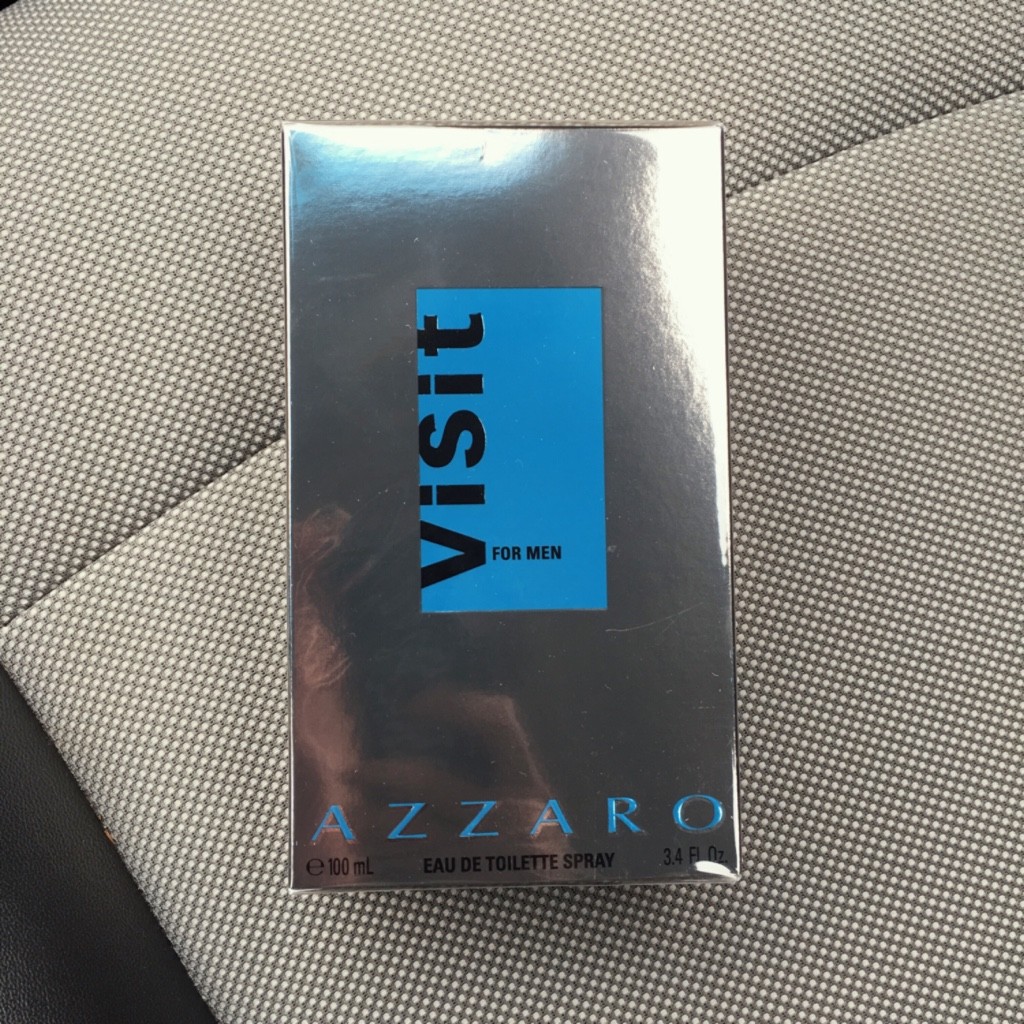 Visit
FOR MEN
AZZARO
℮ 100 mL EAU DE TOILETTE SPRAY 3.4 Fl. Oz.